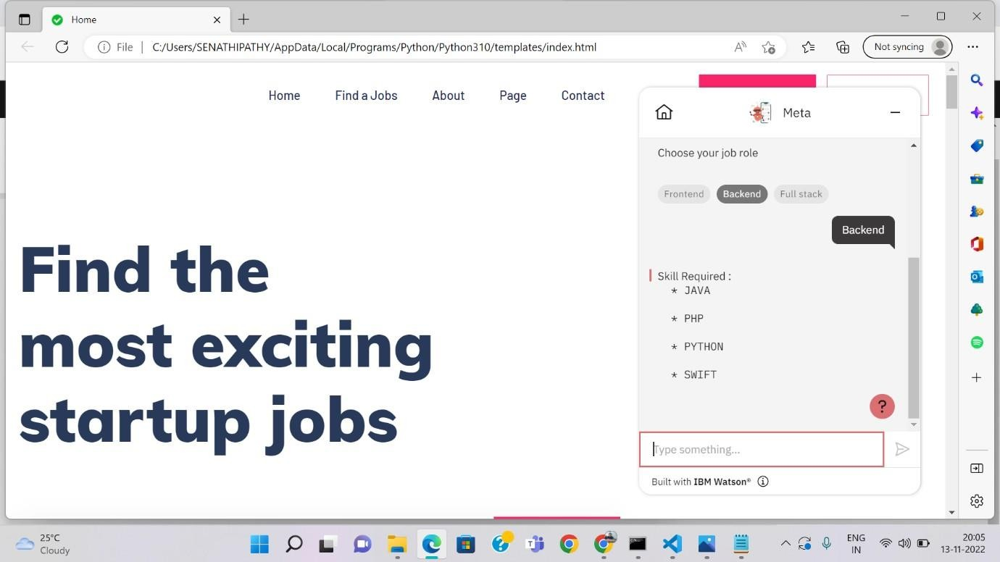 Home
File | C:/Users/SENATHIPATHY/AppData/Local/Programs/Python/Python310/templates/index.html
Not syncing
Home Find a Jobs About Page Contact
Find the
most exciting
startup jobs
Meta
Choose your job role
Frontend Backend Full stack
Backend
Skill Required :
* JAVA
* PHP
* PYTHON
* SWIFT
?
Type something...
Built with IBM Watson®
25°C
Cloudy
ENG
IN
20:05
13-11-2022